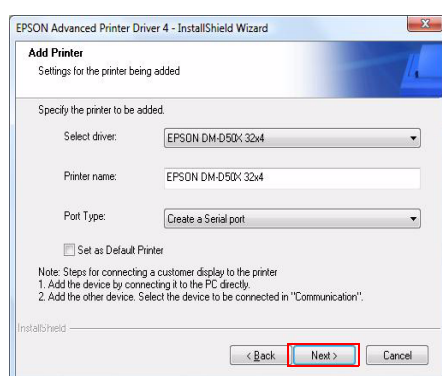 EPSON Advanced Printer Driver 4 - InstallShield Wizard
Add Printer
Settings for the printer being added
Specify the printer to be added.
Select driver: EPSON DM-D50X 32x4
Printer name: EPSON DM-D50X 32x4
Port Type: Create a Serial port
Set as Default Printer
Note: Steps for connecting a customer display to the printer
1. Add the device by connecting it to the PC directly.
2. Add the other device. Select the device to be connected in "Communication".
InstallShield
< Back Next > Cancel